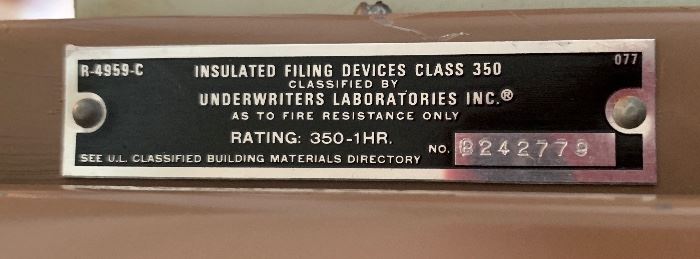 R-4959-C INSULATED FILING DEVICES CLASS 350 077
CLASSIFIED BY
UNDERWRITERS LABORATORIES INC.®
AS TO FIRE RESISTANCE ONLY
RATING: 350-1HR.
SEE U.L. CLASSIFIED BUILDING MATERIALS DIRECTORY NO. B242779